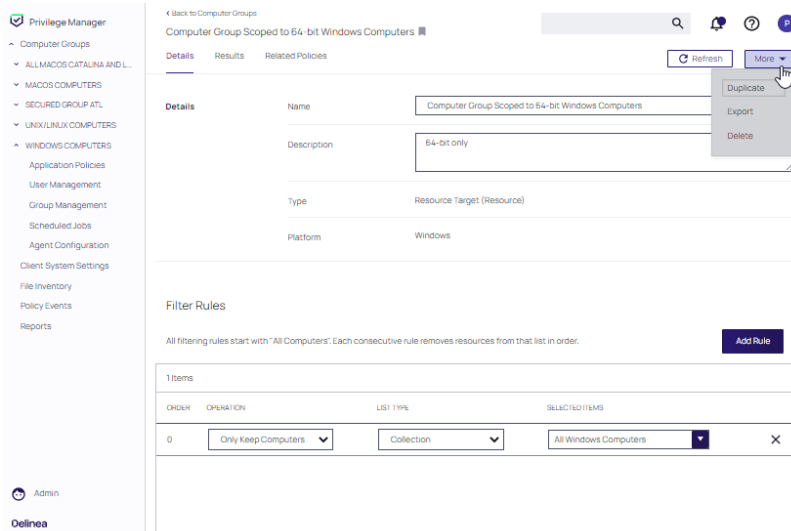 Privilege Manager
Computer Groups
ALL MACOS CATALINA AND L...
MACOS COMPUTERS
SECURED GROUP ATL
UNIX/LINUX COMPUTERS
WINDOWS COMPUTERS
Application Policies
User Management
Group Management
Scheduled Jobs
Agent Configuration
Client System Settings
File Inventory
Policy Events
Reports
Admin
Delinea
Back to Computer Groups
Computer Group Scoped to 64-bit Windows Computers
P
Details Results Related Policies
Refresh More
Duplicate
Export
Delete
Details
Name Computer Group Scoped to 64-bit Windows Computers
Description 64-bit only
Type Resource Target (Resource)
Platform Windows
Filter Rules
All filtering rules start with "All Computers". Each consecutive rule removes resources from that list in order.
Add Rule
1 Items
ORDER OPERATION LIST TYPE SELECTED ITEMS
0 Only Keep Computers Collection All Windows Computers